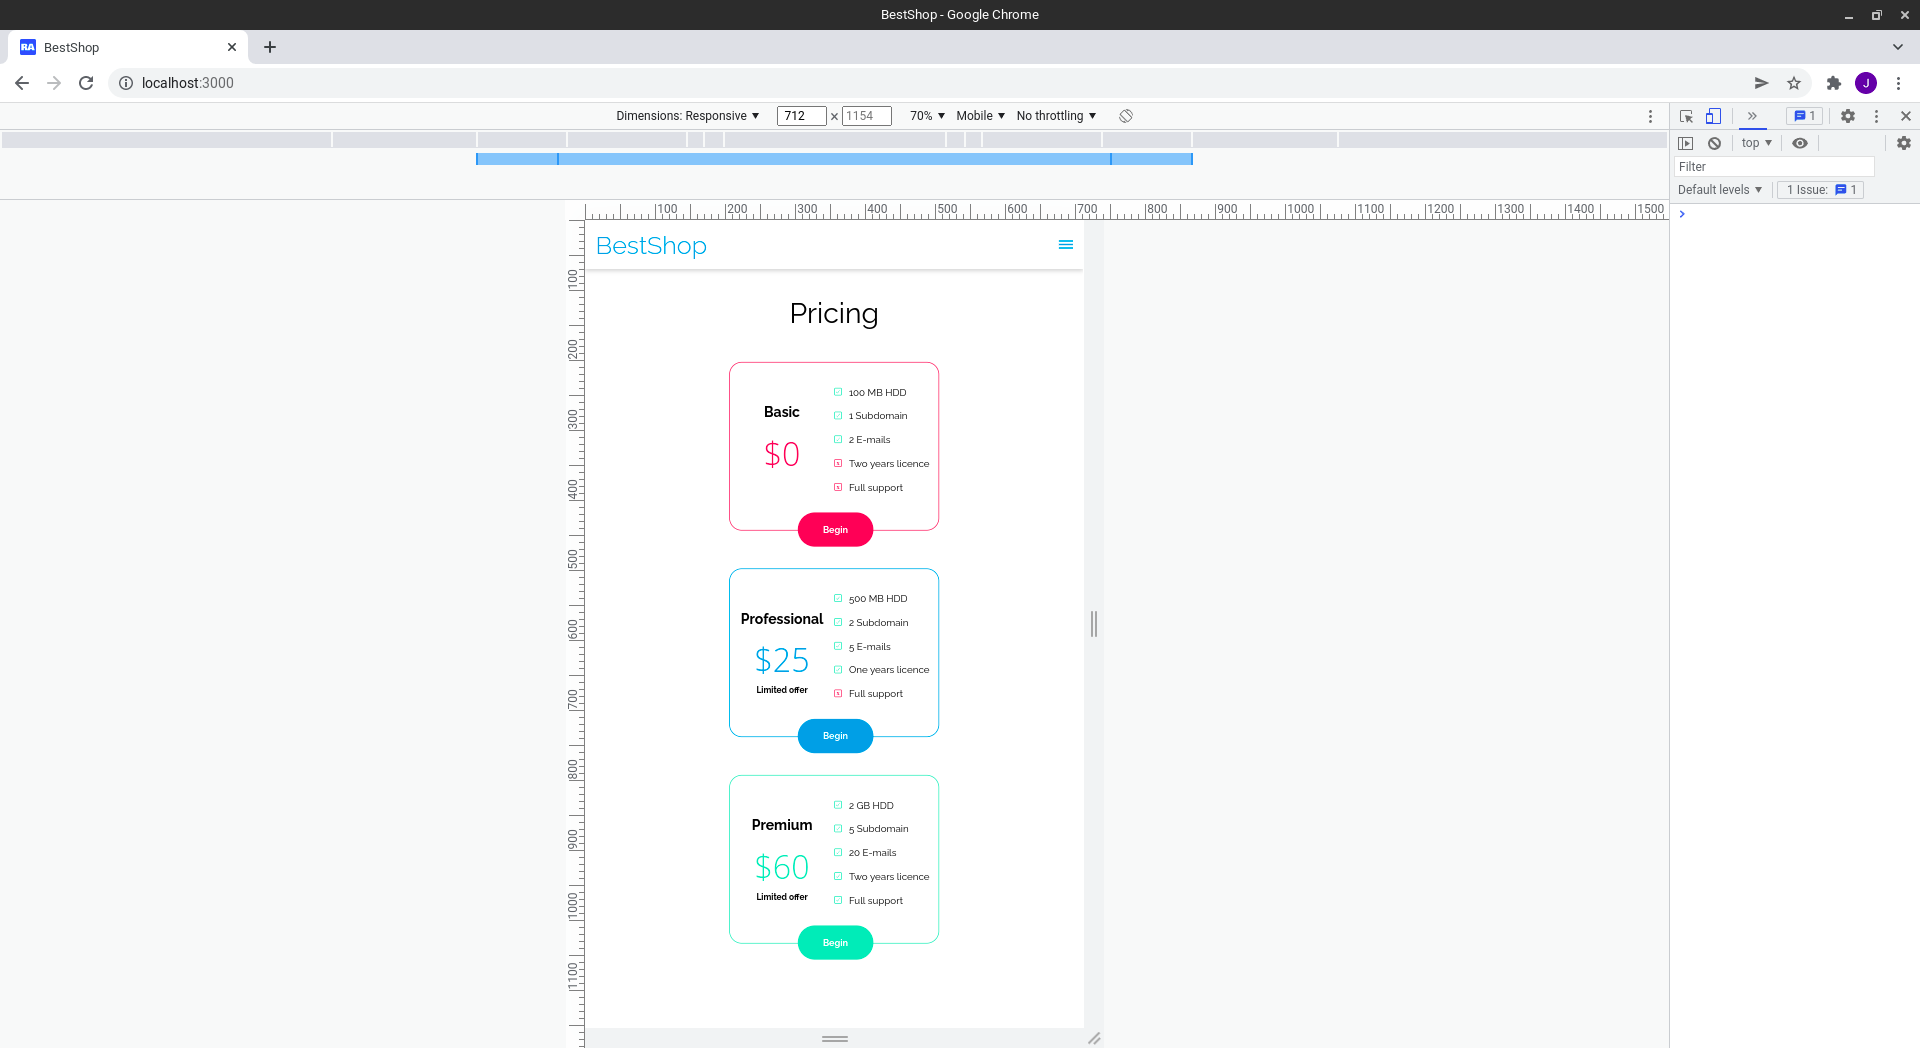 BestShop - Google Chrome
RA BestShop
localhost:3000
J
Dimensions: Responsive 712 × 1154 70% Mobile No throttling
1
top
Filter
Default levels 1 Issue: 1
100 200 300 400 500 600 700 800 900 1000 1100 1200 1300 1400 1500
100
200
300
400
500
600
700
800
900
1000
1100
BestShop
Pricing
Basic
$0
100 MB HDD
1 Subdomain
2 E-mails
Two years licence
Full support
Begin
Professional
$25
Limited offer
500 MB HDD
2 Subdomain
5 E-mails
One years licence
Full support
Begin
Premium
$60
Limited offer
2 GB HDD
5 Subdomain
20 E-mails
Two years licence
Full support
Begin